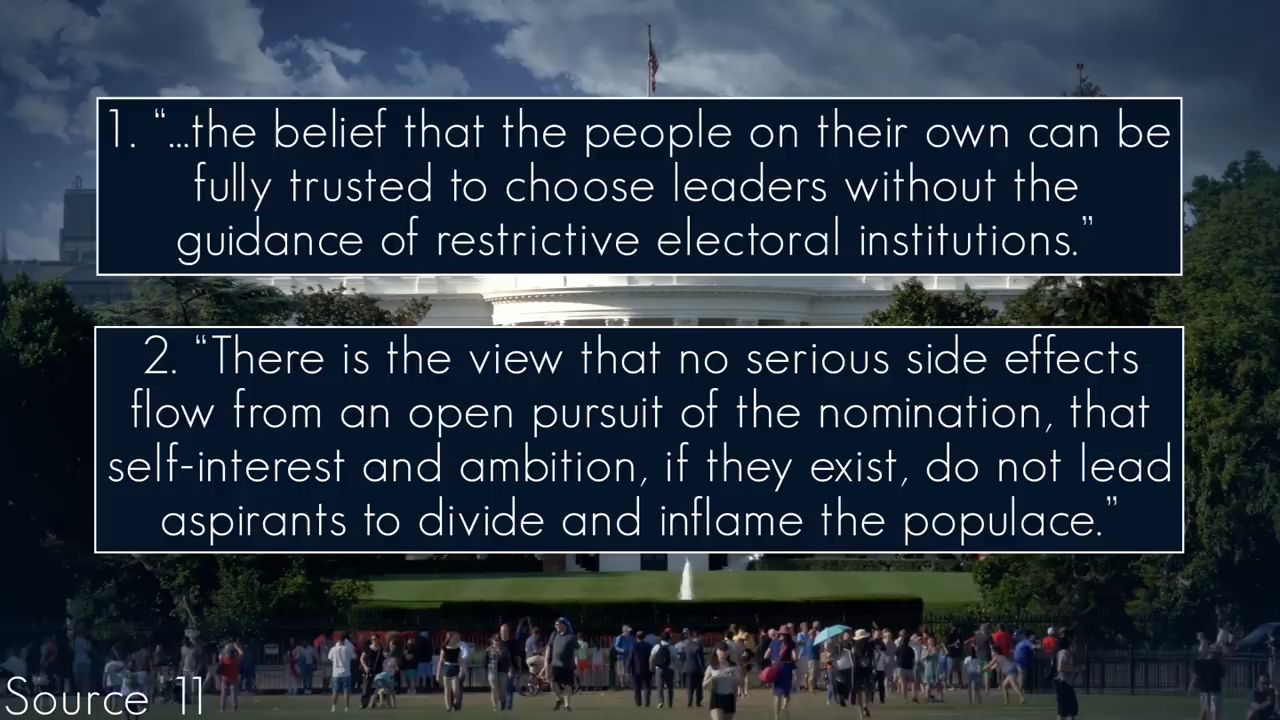 1. “...the belief that the people on their own can be
fully trusted to choose leaders without the
guidance of restrictive electoral institutions.”
2. “There is the view that no serious side effects
flow from an open pursuit of the nomination, that
self-interest and ambition, if they exist, do not lead
aspirants to divide and inflame the populace.”
Source 11